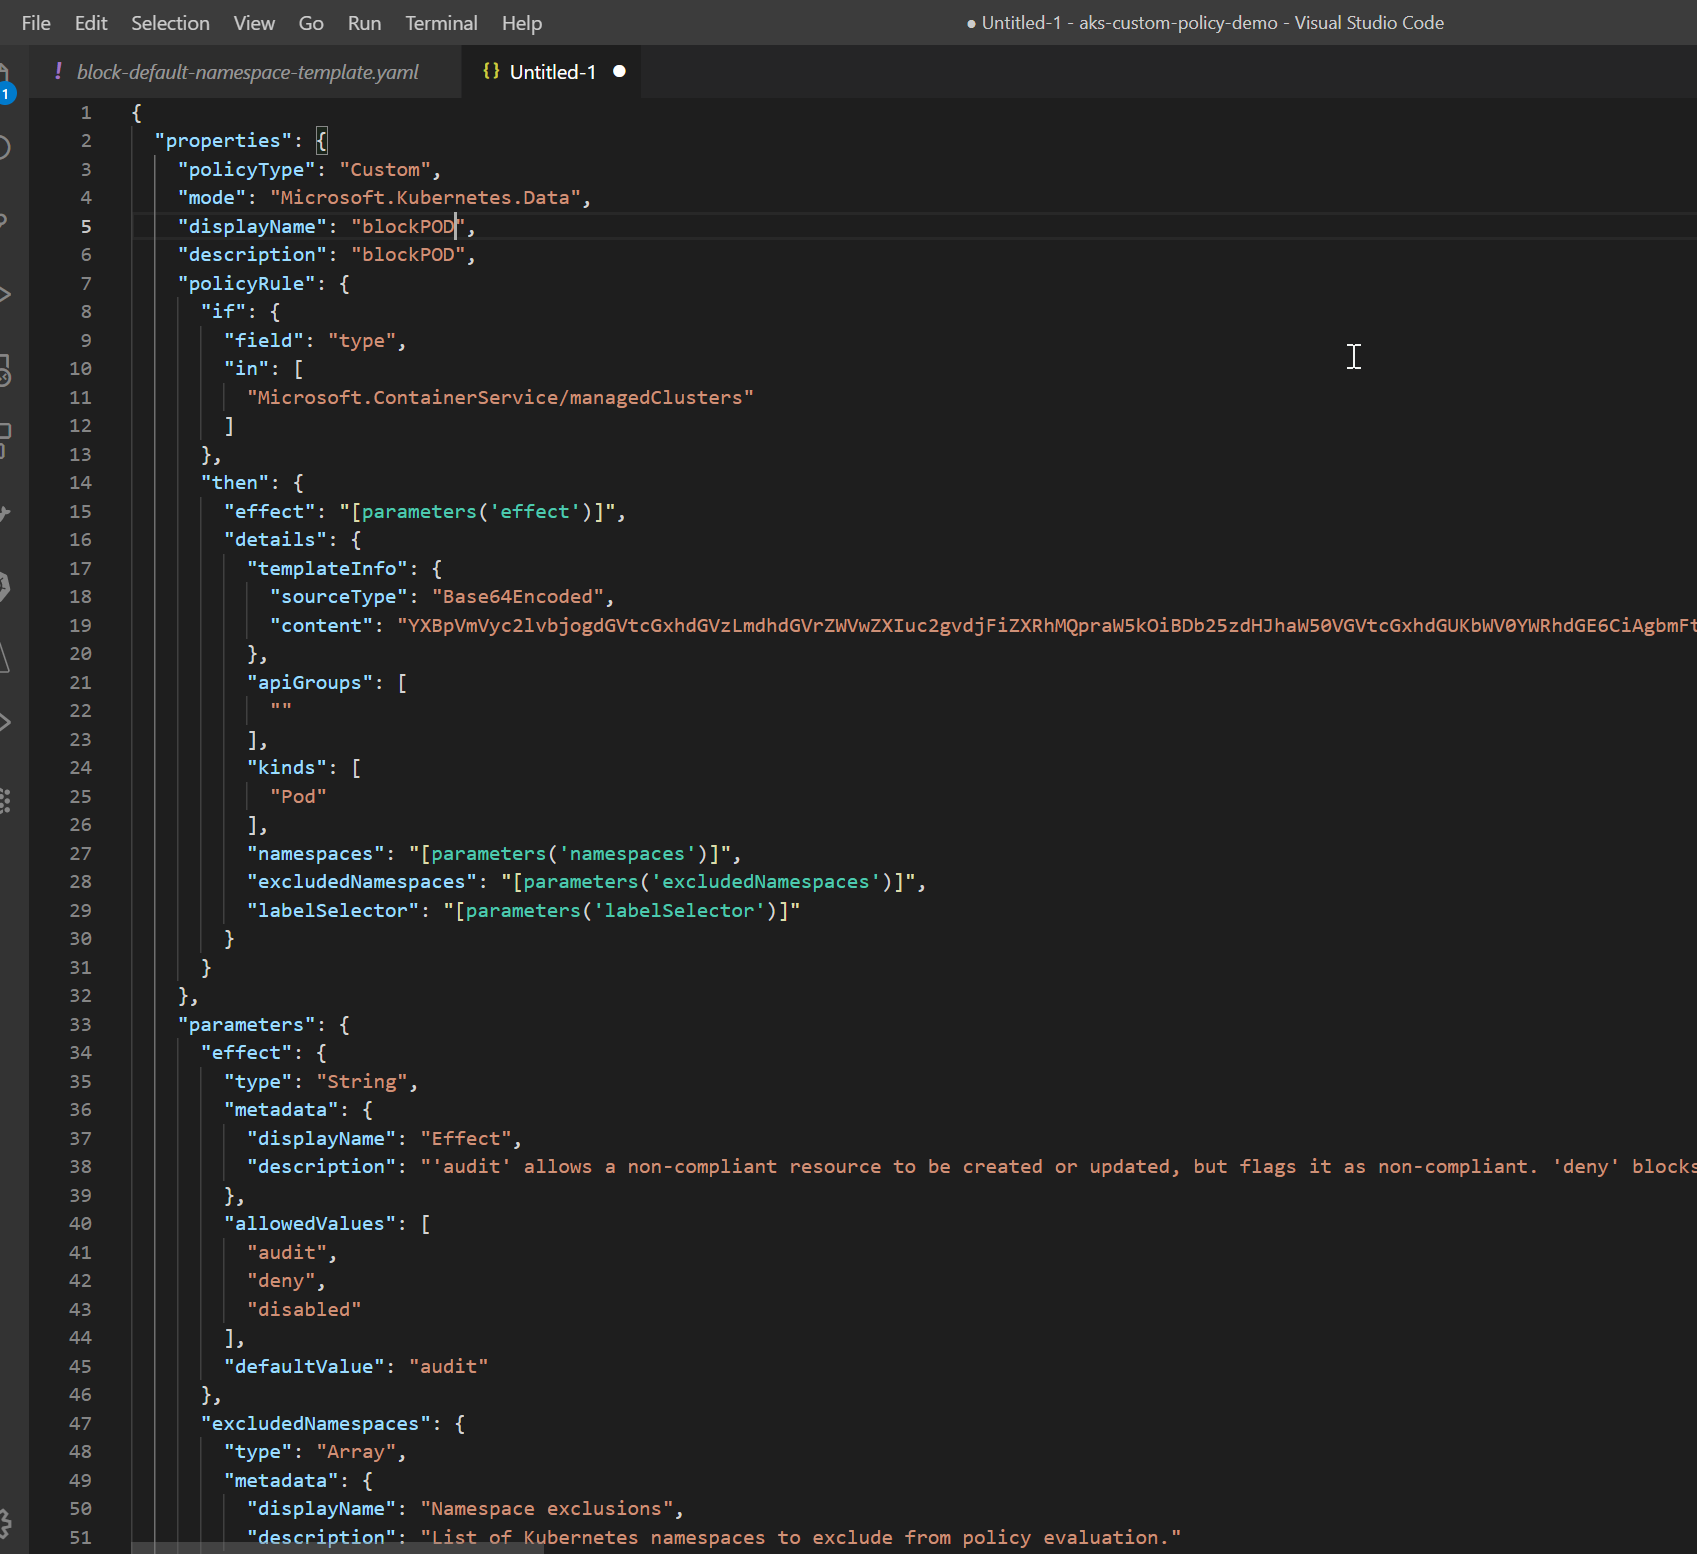 File Edit Selection View Go Run Terminal Help ● Untitled-1 - aks-custom-policy-demo - Visual Studio Code
1
! block-default-namespace-template.yaml {} Untitled-1 ●
1 {
2 "properties": {
3 "policyType": "Custom",
4 "mode": "Microsoft.Kubernetes.Data",
5 "displayName": "blockPOD",
6 "description": "blockPOD",
7 "policyRule": {
8 "if": {
9 "field": "type",
10 "in": [
11 "Microsoft.ContainerService/managedClusters"
12 ]
13 },
14 "then": {
15 "effect": "[parameters('effect')]",
16 "details": {
17 "templateInfo": {
18 "sourceType": "Base64Encoded",
19 "content": "YXBpVmVyc2lvbjogdGVtcGxhdGVzLmdhdGVrZWVwZXIuc2gvdjFiZXRhMQpraW5kOiBDb25zdHJhaW50VGVtcGxhdGUKbWV0YWRhdGE6CiAgbmFt
20 },
21 "apiGroups": [
22 ""
23 ],
24 "kinds": [
25 "Pod"
26 ],
27 "namespaces": "[parameters('namespaces')]",
28 "excludedNamespaces": "[parameters('excludedNamespaces')]",
29 "labelSelector": "[parameters('labelSelector')]"
30 }
31 }
32 },
33 "parameters": {
34 "effect": {
35 "type": "String",
36 "metadata": {
37 "displayName": "Effect",
38 "description": "'audit' allows a non-compliant resource to be created or updated, but flags it as non-compliant. 'deny' blocks
39 },
40 "allowedValues": [
41 "audit",
42 "deny",
43 "disabled"
44 ],
45 "defaultValue": "audit"
46 },
47 "excludedNamespaces": {
48 "type": "Array",
49 "metadata": {
50 "displayName": "Namespace exclusions",
51 "description": "List of Kubernetes namespaces to exclude from policy evaluation."